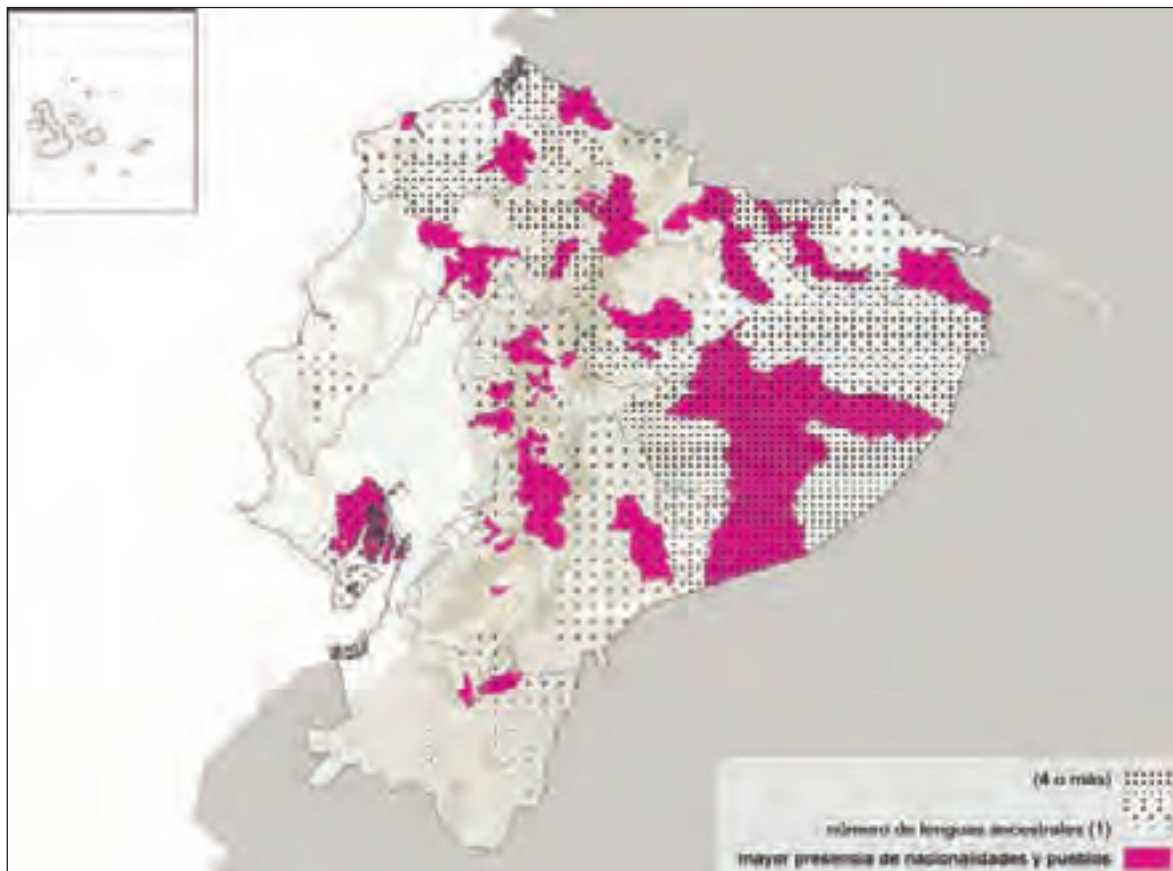 (4 o más)
número de lenguas ancestrales (1)
mayor presencia de nacionalidades y pueblos